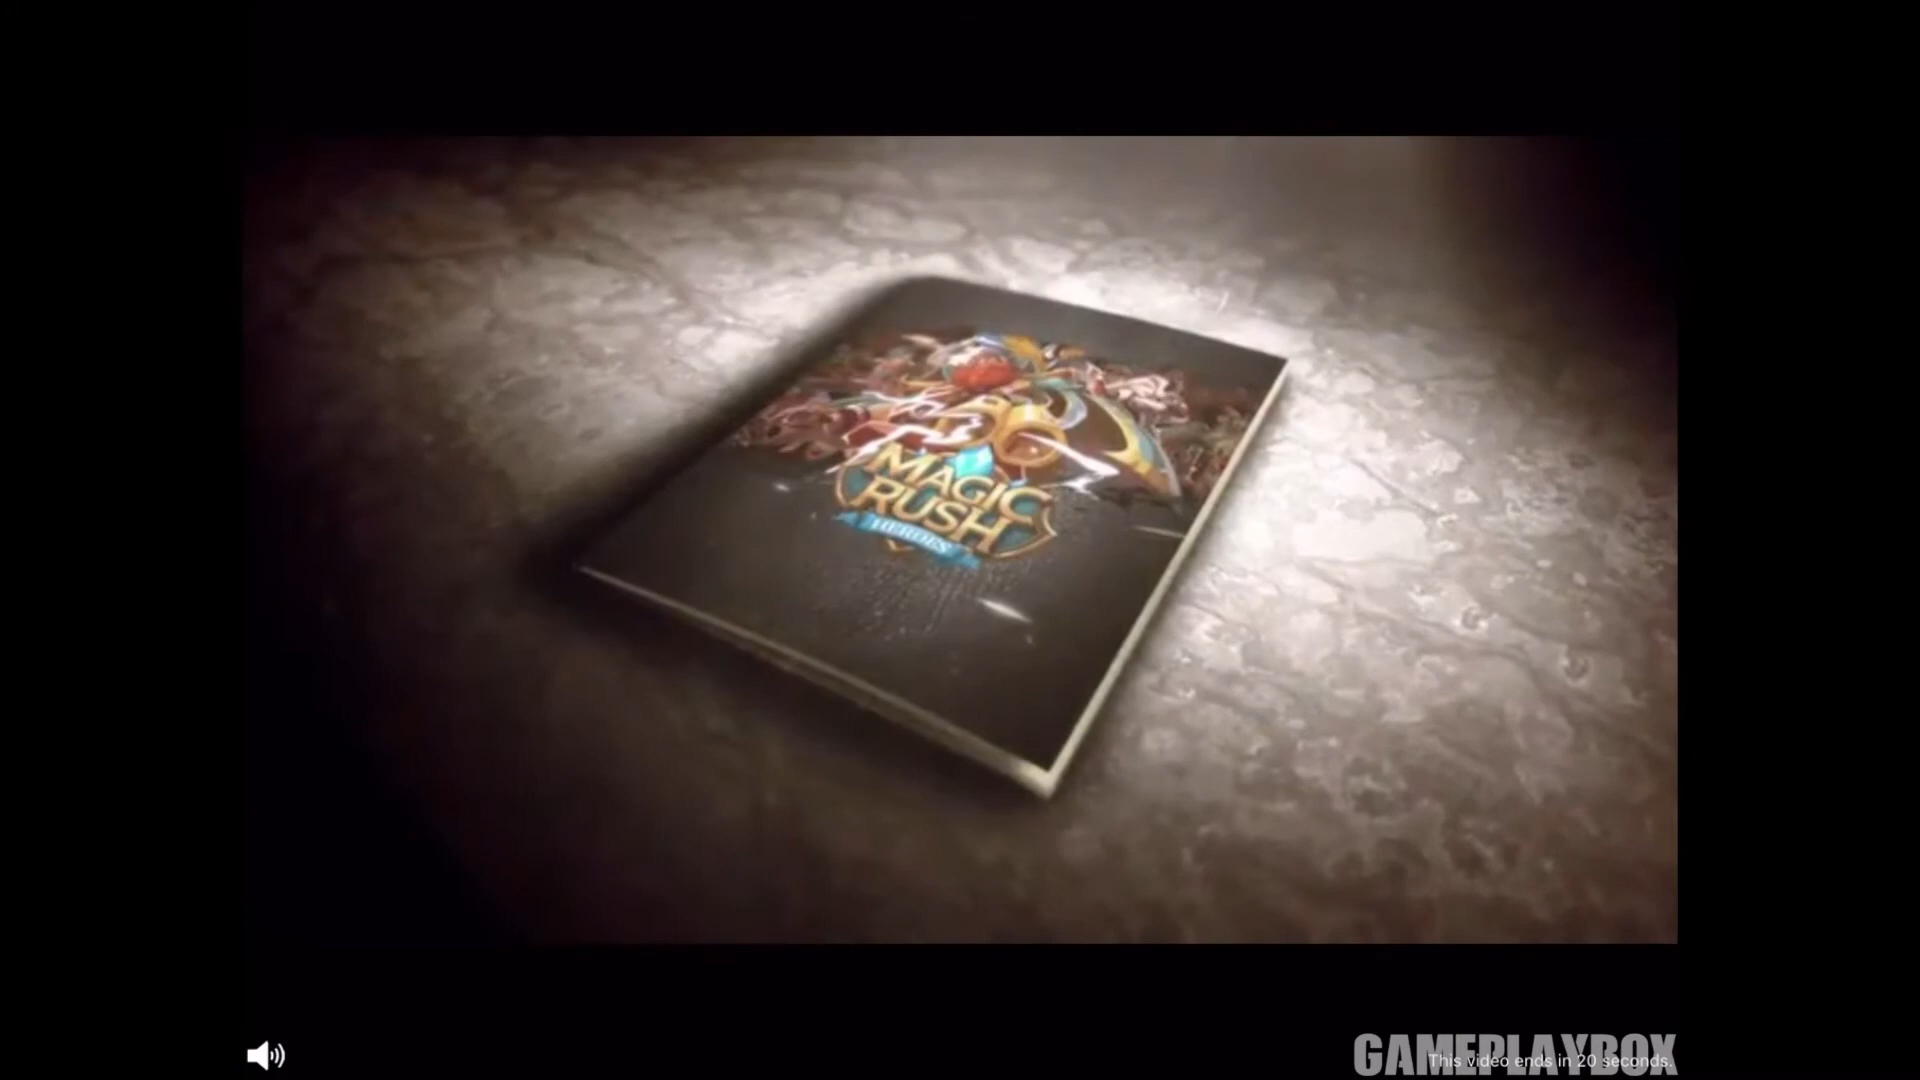 MAGIC
RUSH
HEROES
GAMEPLAYBOX
This video ends in 20 seconds.